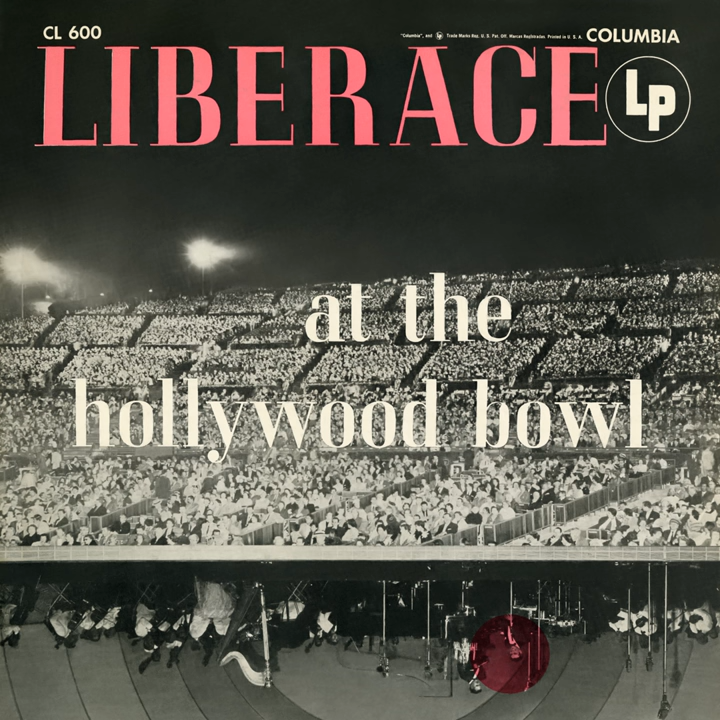 CL 600
"Columbia", and Trade Marks Reg. U. S. Pat. Off. Marcas Registradas. Printed in U. S. A.
COLUMBIA
LIBERACE
Lp
at the
hollywood bowl